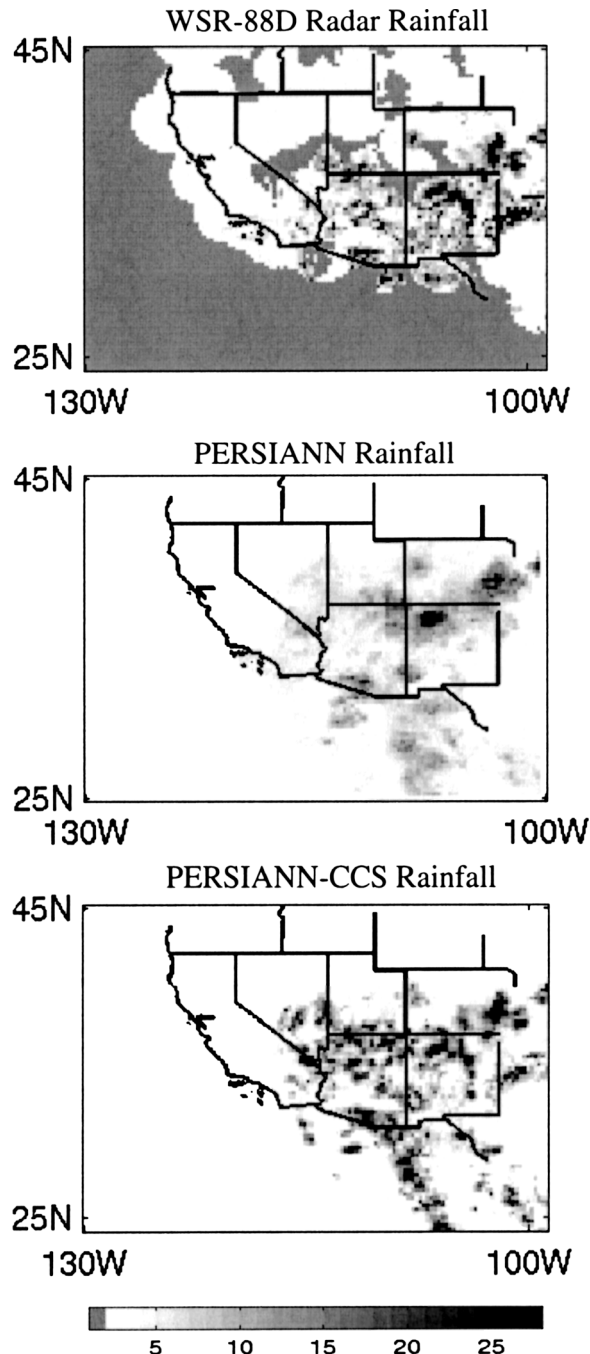 WSR-88D Radar Rainfall
45N
25N
130W 100W
PERSIANN Rainfall
45N
25N
130W 100W
PERSIANN-CCS Rainfall
45N
25N
130W 100W
5 10 15 20 25